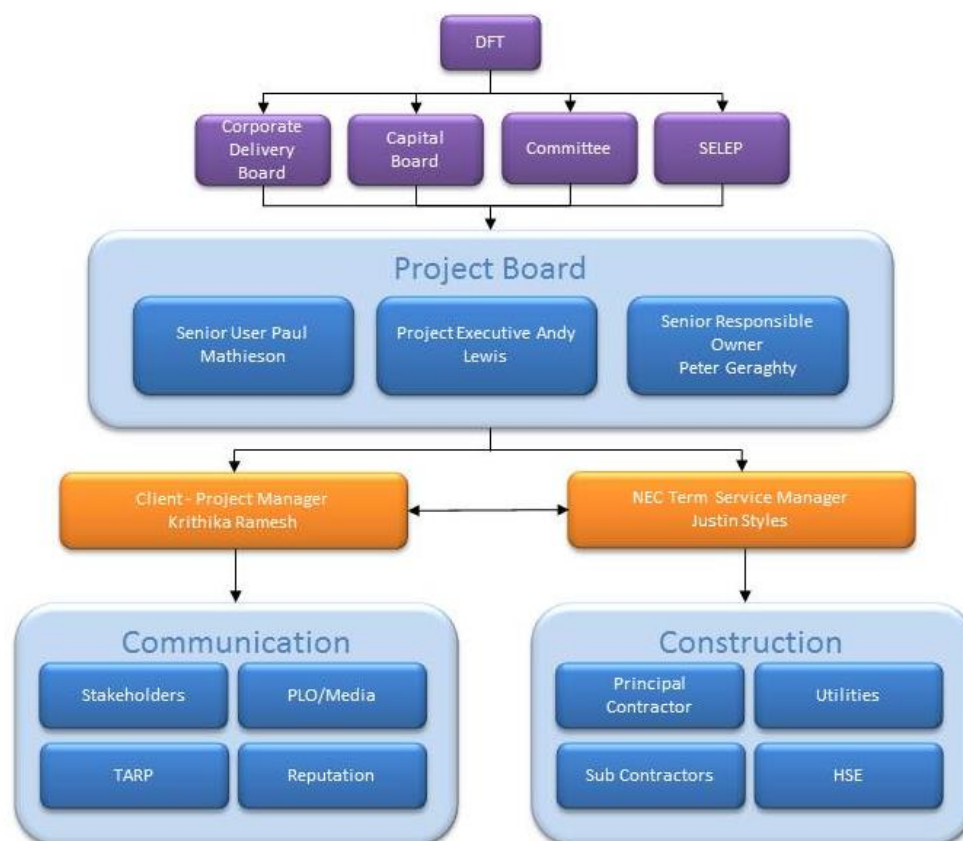 DFT
Corporate
Delivery
Board
Capital
Board
Committee
SELEP
Project Board
Senior User Paul
Mathieson
Project Executive Andy
Lewis
Senior Responsible
Owner
Peter Geraghty
Client - Project Manager
Krithika Ramesh
NEC Term Service Manager
Justin Styles
Communication
Stakeholders
PLO/Media
TARP
Reputation
Construction
Principal
Contractor
Utilities
Sub Contractors
HSE